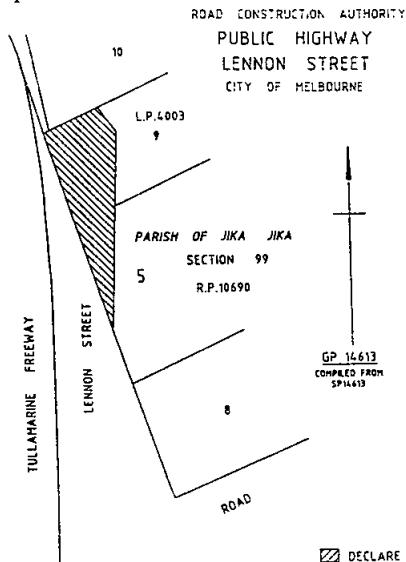 ROAD CONSTRUCTION AUTHORITY
PUBLIC HIGHWAY
LENNON STREET
CITY OF MELBOURNE
10
L.P.4003
9
PARISH OF JIKA JIKA
SECTION 99
5
R.P.10690
TULLAMARINE FREEWAY
LENNON STREET
GP 14613
COMPILED FROM
SP14613
8
ROAD
DECLARE